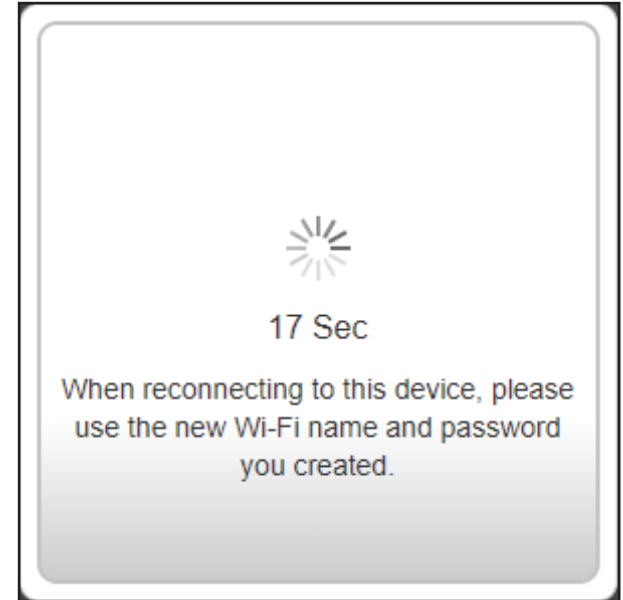 17 Sec
When reconnecting to this device, please
use the new Wi-Fi name and password
you created.